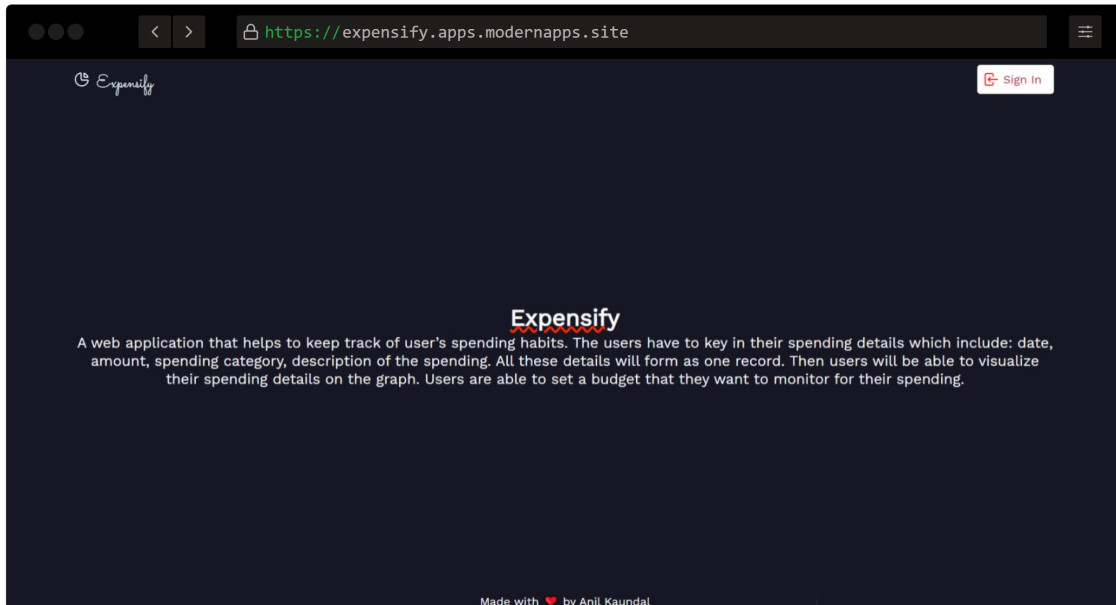 https://expensify.apps.modernapps.site
Expensify
Sign In
Expensify
A web application that helps to keep track of user’s spending habits. The users have to key in their spending details which include: date,
amount, spending category, description of the spending. All these details will form as one record. Then users will be able to visualize
their spending details on the graph. Users are able to set a budget that they want to monitor for their spending.
Made with ❤ by Anil Kaundal